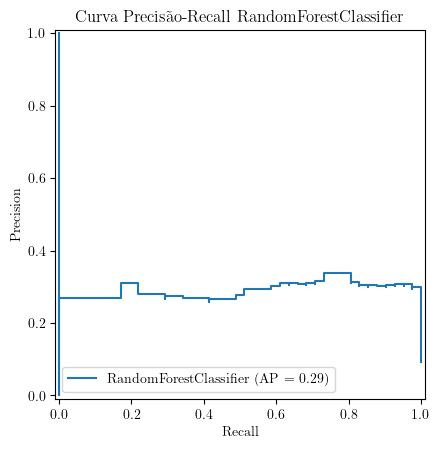 Curva Precisão-Recall RandomForestClassifier
1.0
0.8
0.6
0.4
0.2
0.0
Precision
RandomForestClassifier (AP = 0.29)
0.0 0.2 0.4 0.6 0.8 1.0
Recall